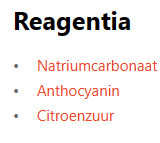 Reagentia
• Natriumcarbonaat
• Anthocyanin
• Citroenzuur